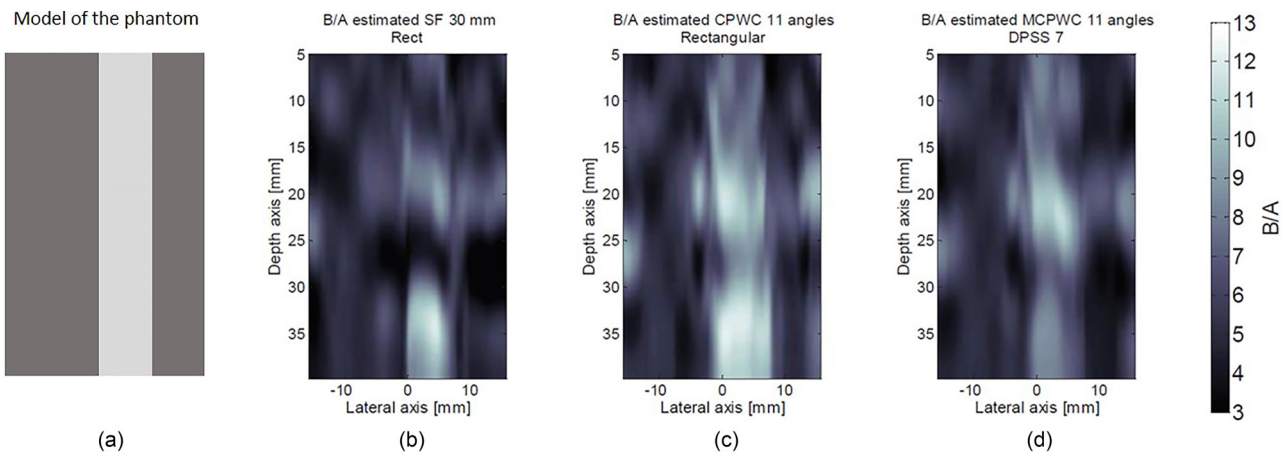 Model of the phantom
B/A estimated SF 30 mm
Rect
B/A estimated CPWC 11 angles
Rectangular
B/A estimated MCPWC 11 angles
DPSS 7
5
10
15
20
25
30
35
Depth axis [mm]
-10
0
10
Lateral axis [mm]
5
10
15
20
25
30
35
Depth axis [mm]
-10
0
10
Lateral axis [mm]
5
10
15
20
25
30
35
Depth axis [mm]
-10
0
10
Lateral axis [mm]
13
12
11
10
9
8
7
6
5
4
3
B/A
(a)
(b)
(c)
(d)